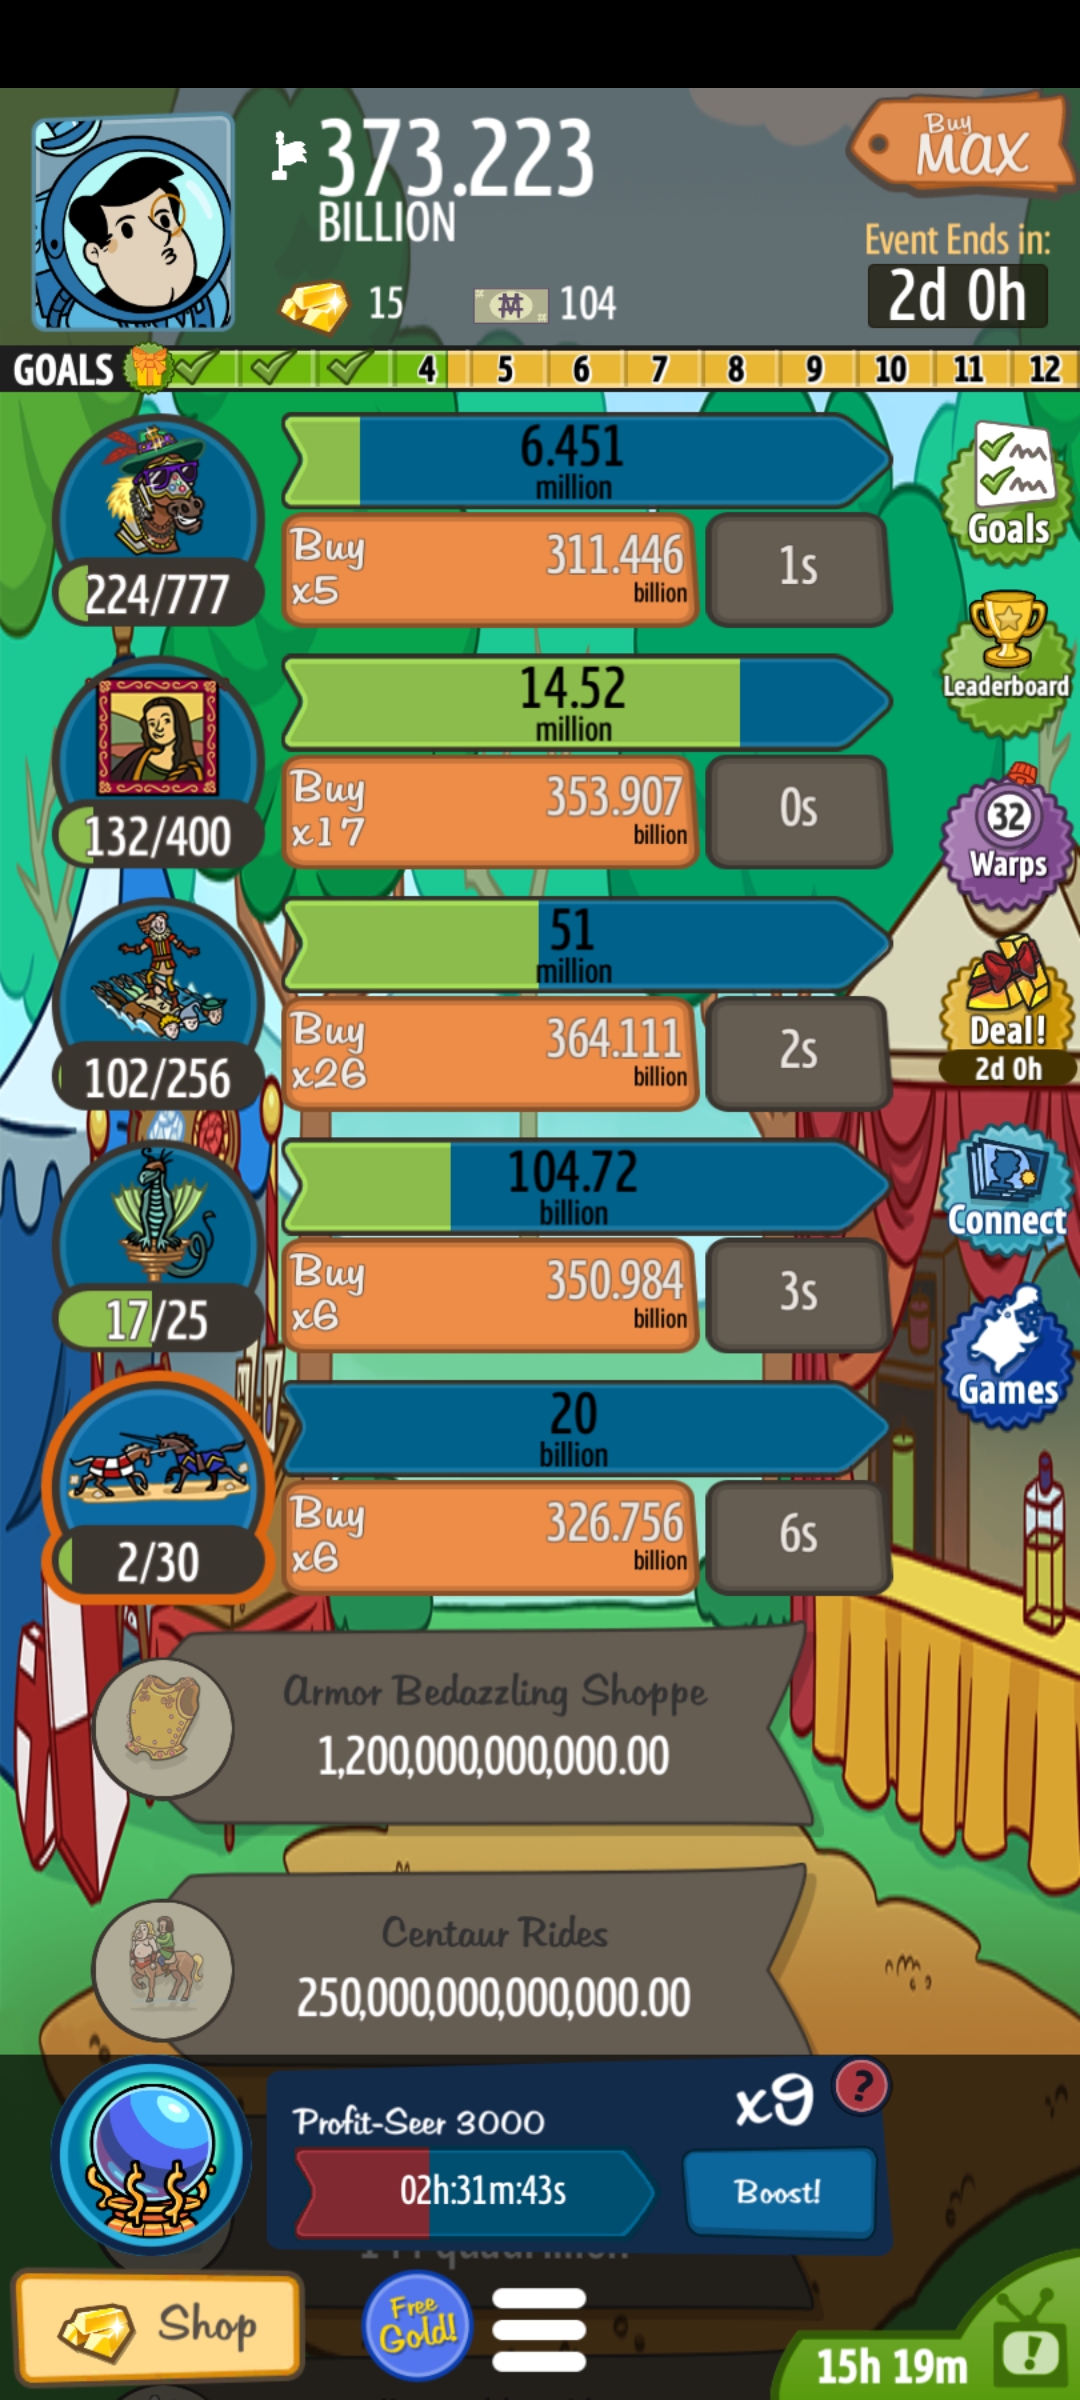 373.223
BILLION
Buy
MAX
Event Ends in:
2d 0h
15
104
GOALS
4
5
6
7
8
9
10
11
12
6.451
million
Buy
x5
311.446
billion
1s
224/777
Goals
Leaderboard
14.52
million
Buy
x17
353.907
billion
0s
132/400
32
Warps
51
million
Buy
x26
364.111
billion
2s
102/256
Deal!
2d 0h
104.72
billion
Buy
x6
350.984
billion
3s
17/25
Connect
Games
20
billion
Buy
x6
326.756
billion
6s
2/30
Armor Bedazzling Shoppe
1,200,000,000,000.00
Centaur Rides
250,000,000,000,000.00
Profit-Seer 3000
x9
?
02h:31m:43s
Boost!
Shop
Free
Gold!
15h 19m
!